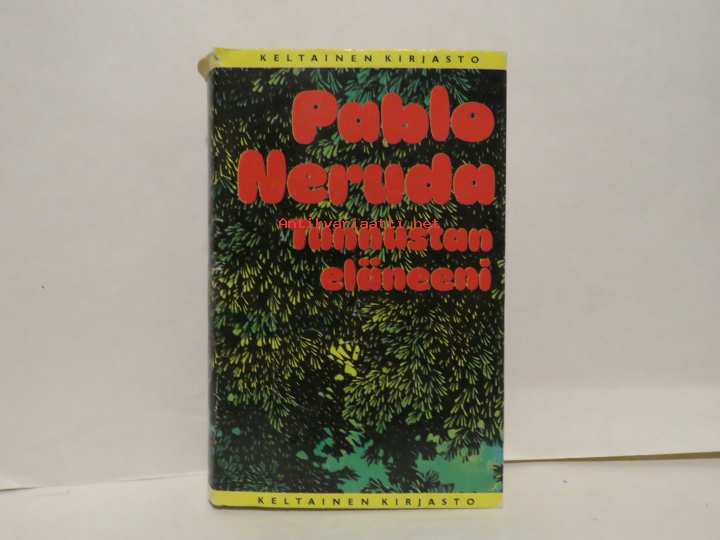 KELTAINEN KIRJASTO
Pablo
Neruda
Antikvariaatti.net
Tunnustan
eläneeni
KELTAINEN KIRJASTO